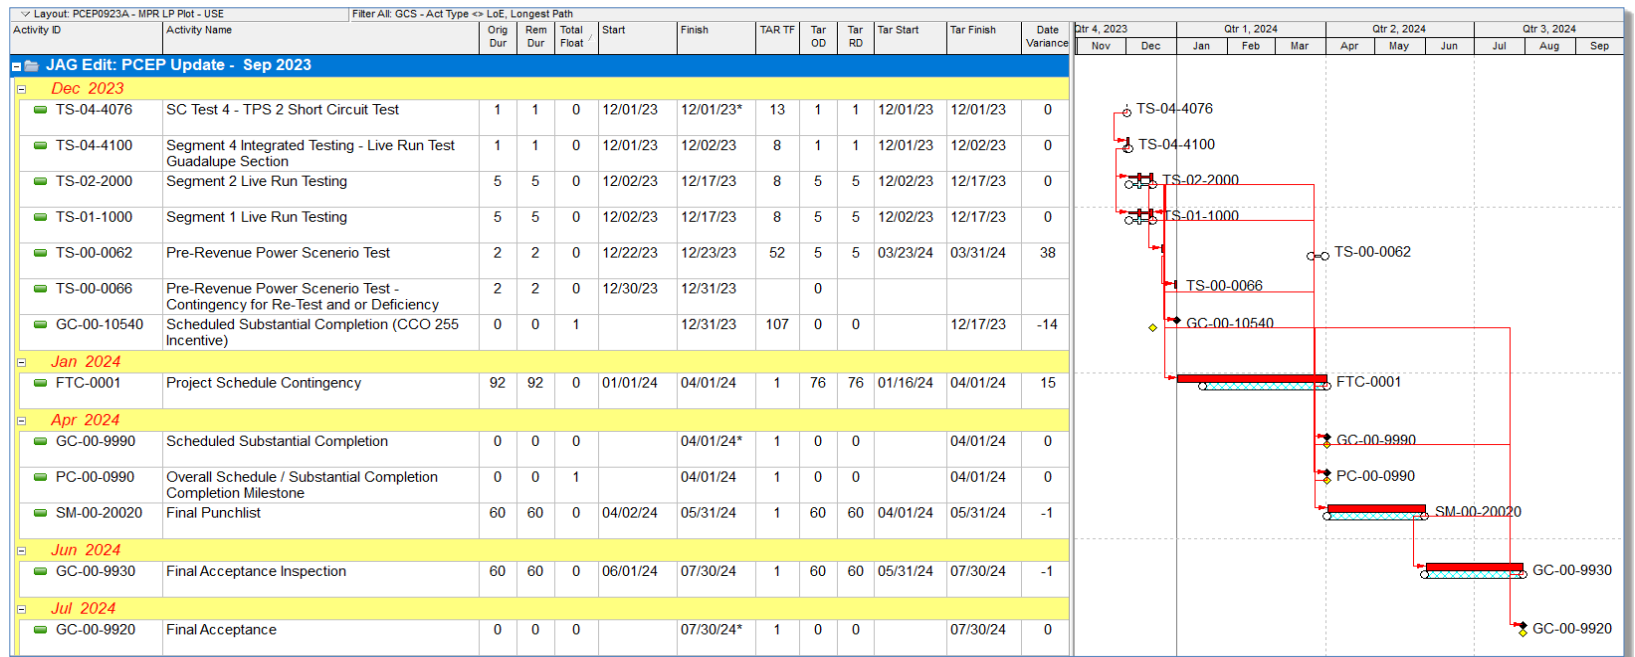 Layout: PCEP0923A - MPR LP Plot - USE Filter All: GCS - Act Type <> LoE, Longest Path
Activity ID Activity Name Orig Dur Rem Dur Total Float Start Finish TAR TF Tar OD Tar RD Tar Start Tar Finish Date Variance
Qtr 4, 2023 Qtr 1, 2024 Qtr 2, 2024 Qtr 3, 2024
Nov Dec Jan Feb Mar Apr May Jun Jul Aug Sep
JAG Edit: PCEP Update - Sep 2023
Dec 2023
TS-04-4076 SC Test 4 - TPS 2 Short Circuit Test 1 1 0 12/01/23 12/01/23* 13 1 1 12/01/23 12/01/23 0 TS-04-4076
TS-04-4100 Segment 4 Integrated Testing - Live Run Test 1 1 0 12/01/23 12/02/23 8 1 1 12/01/23 12/02/23 0 TS-04-4100
Guadalupe Section
TS-02-2000 Segment 2 Live Run Testing 5 5 0 12/02/23 12/17/23 8 5 5 12/02/23 12/17/23 0 TS-02-2000
TS-01-1000 Segment 1 Live Run Testing 5 5 0 12/02/23 12/17/23 8 5 5 12/02/23 12/17/23 0 TS-01-1000
TS-00-0062 Pre-Revenue Power Scenerio Test 2 2 0 12/22/23 12/23/23 52 5 5 03/23/24 03/31/24 38 TS-00-0062
TS-00-0066 Pre-Revenue Power Scenerio Test - 2 2 0 12/30/23 12/31/23 0 TS-00-0066
Contingency for Re-Test and or Deficiency
GC-00-10540 Scheduled Substantial Completion (CCO 255 0 0 1 12/31/23 107 0 0 12/17/23 -14 GC-00-10540
Incentive)
Jan 2024
FTC-0001 Project Schedule Contingency 92 92 0 01/01/24 04/01/24 1 76 76 01/16/24 04/01/24 15 FTC-0001
Apr 2024
GC-00-9990 Scheduled Substantial Completion 0 0 0 04/01/24* 1 0 0 04/01/24 0 GC-00-9990
PC-00-0990 Overall Schedule / Substantial Completion 0 0 1 04/01/24 1 0 0 04/01/24 0 PC-00-0990
Completion Milestone
SM-00-20020 Final Punchlist 60 60 0 04/02/24 05/31/24 1 60 60 04/01/24 05/31/24 -1 SM-00-20020
Jun 2024
GC-00-9930 Final Acceptance Inspection 60 60 0 06/01/24 07/30/24 1 60 60 05/31/24 07/30/24 -1 GC-00-9930
Jul 2024
GC-00-9920 Final Acceptance 0 0 0 07/30/24* 1 0 0 07/30/24 0 GC-00-9920